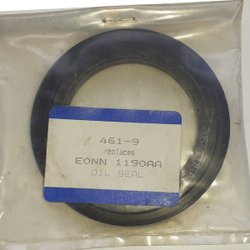 461-9
replaces
EONN 1190AA
OIL SEAL